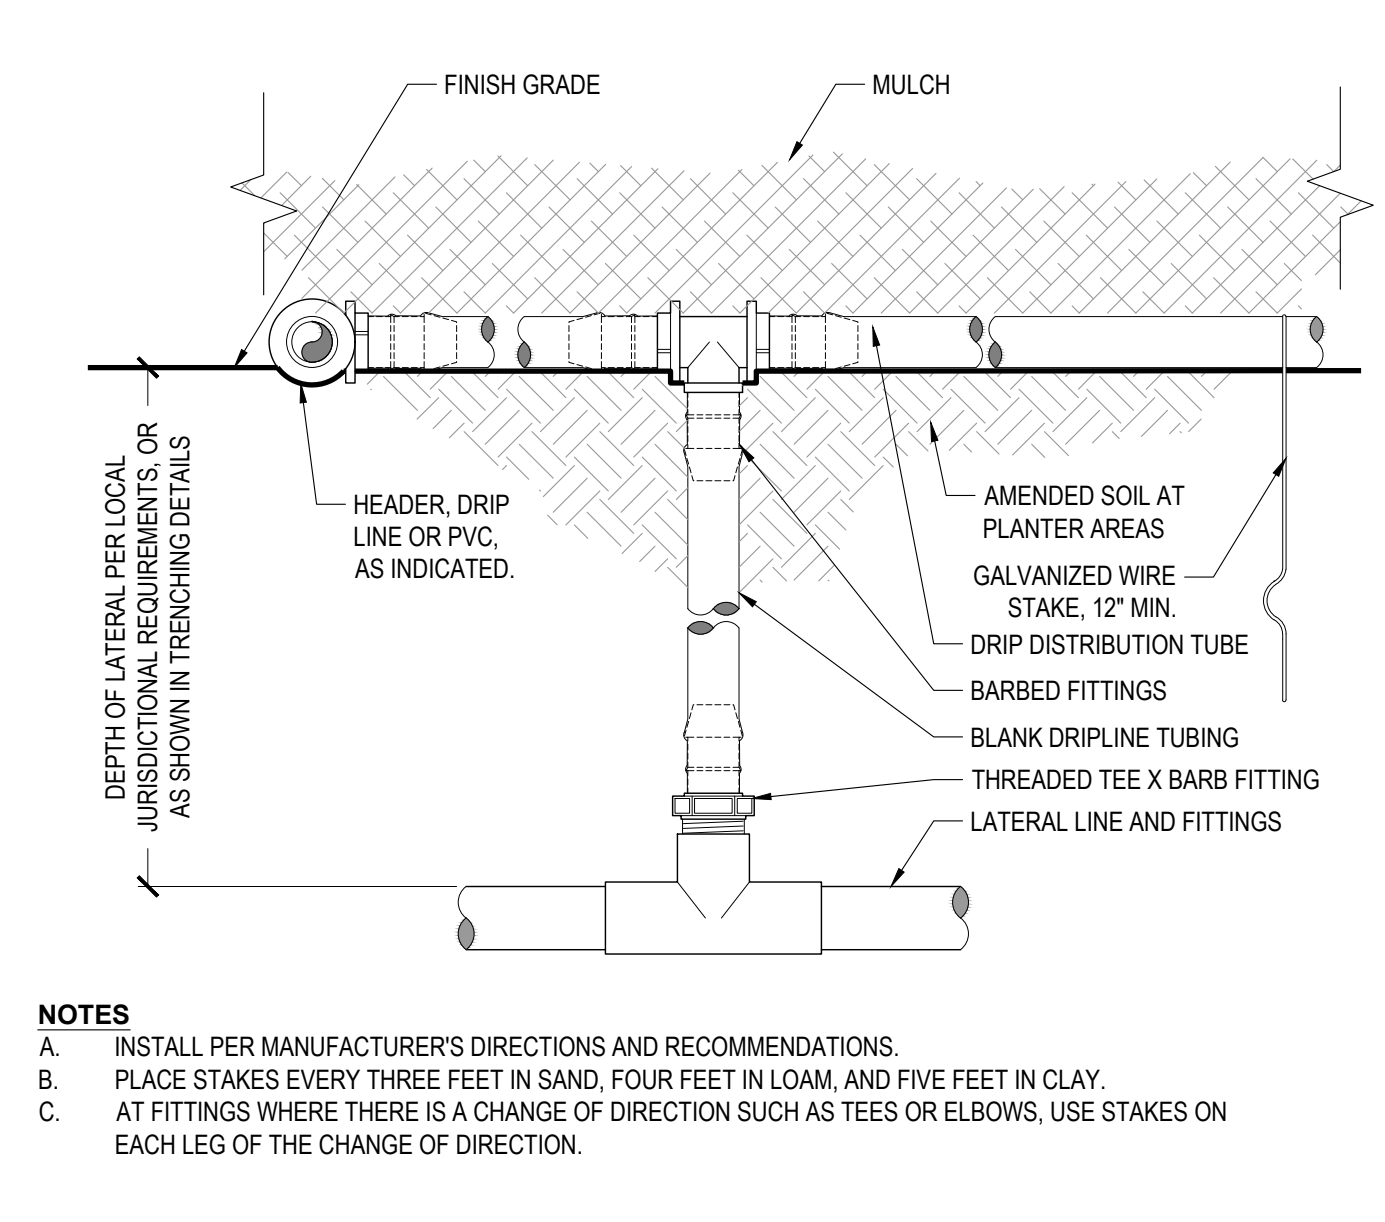 FINISH GRADE
MULCH
DEPTH OF LATERAL PER LOCAL
JURISDICTIONAL REQUIREMENTS, OR
AS SHOWN IN TRENCHING DETAILS
HEADER, DRIP
LINE OR PVC,
AS INDICATED.
AMENDED SOIL AT
PLANTER AREAS
GALVANIZED WIRE
STAKE, 12" MIN.
DRIP DISTRIBUTION TUBE
BARBED FITTINGS
BLANK DRIPLINE TUBING
THREADED TEE X BARB FITTING
LATERAL LINE AND FITTINGS
NOTES
A. INSTALL PER MANUFACTURER'S DIRECTIONS AND RECOMMENDATIONS.
B. PLACE STAKES EVERY THREE FEET IN SAND, FOUR FEET IN LOAM, AND FIVE FEET IN CLAY.
C. AT FITTINGS WHERE THERE IS A CHANGE OF DIRECTION SUCH AS TEES OR ELBOWS, USE STAKES ON
EACH LEG OF THE CHANGE OF DIRECTION.